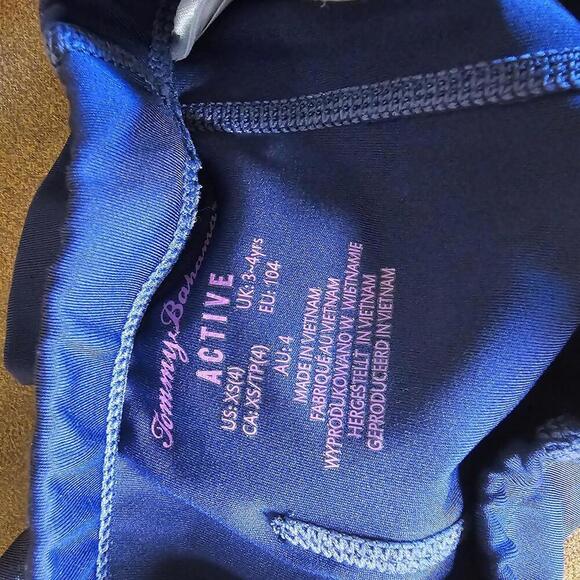 Tommy Bahama
ACTIVE
US: XS(4) UK: 3-4yrs
CA: XS/TP(4) EU: 104
AU: 4
MADE IN VIETNAM
FABRIQUÉ AU VIETNAM
WYPRODUKOWANO W. WIETNAMIE
HERGESTELLT IN VIETNAM
GEPRODUCEERD IN VIETNAM